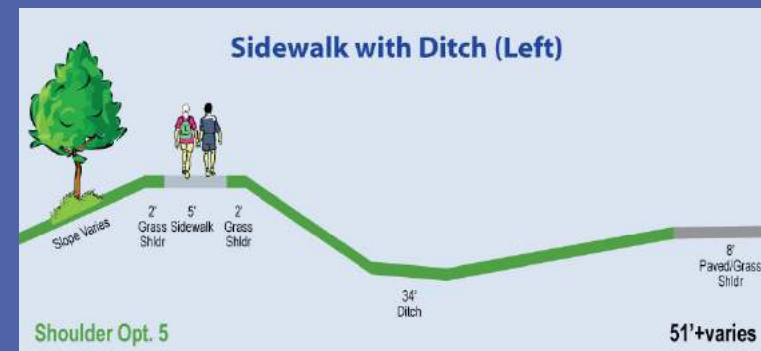 Sidewalk with Ditch (Left)
Slope Varies
2'
Grass
Shldr
5'
Sidewalk
2'
Grass
Shldr
34'
Ditch
8'
Paved/Grass
Shldr
Shoulder Opt. 5
51'+varies